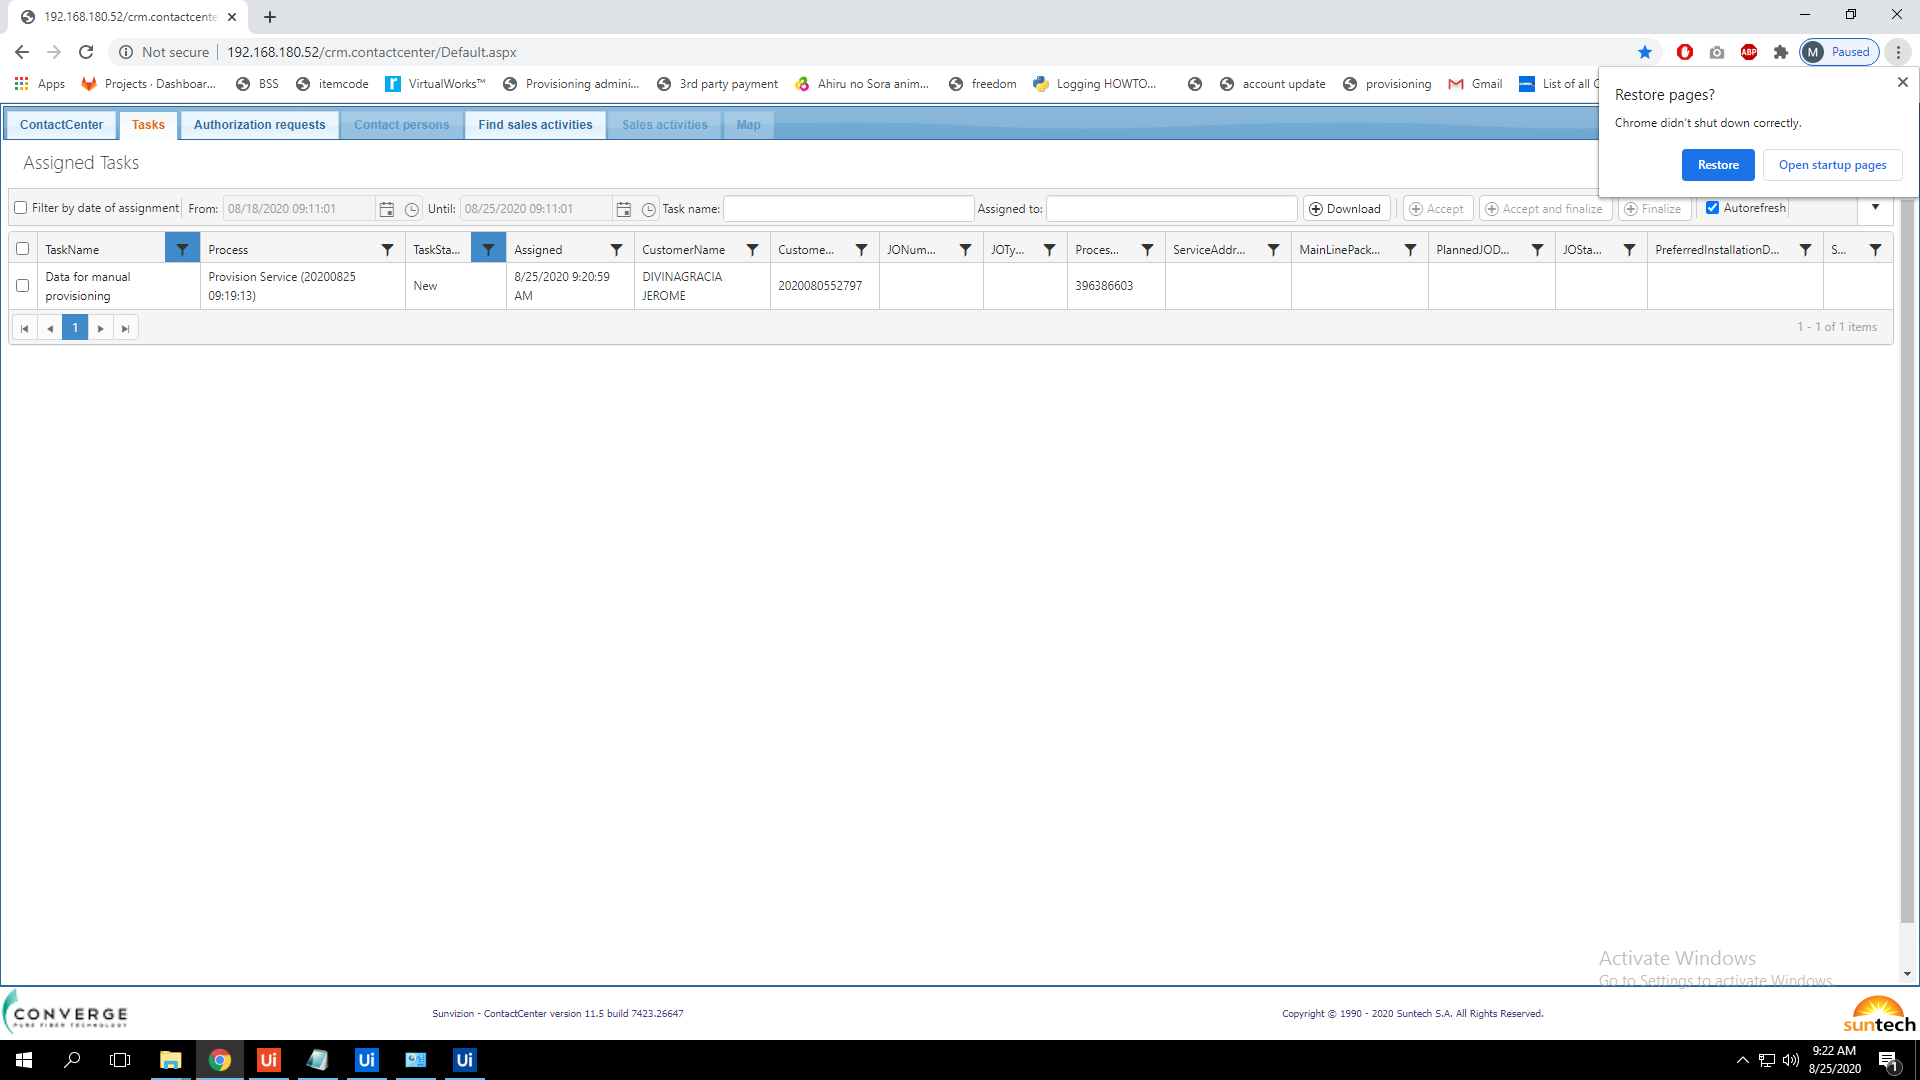 192.168.180.52/crm.contactcente
Not secure
192.168.180.52/crm.contactcenter/Default.aspx
M Paused
Apps
Projects · Dashboar...
BSS
itemcode
VirtualWorks™
Provisioning admini...
3rd party payment
Ahiru no Sora anim...
freedom
Logging HOWTO...
account update
provisioning
Gmail
List of all C
ABP
Restore pages?
Chrome didn't shut down correctly.
Restore
Open startup pages
ContactCenter
Tasks
Authorization requests
Contact persons
Find sales activities
Sales activities
Map
Assigned Tasks
Filter by date of assignment
From: 08/18/2020 09:11:01
Until: 08/25/2020 09:11:01
Task name:
Assigned to:
Download
Accept
Accept and finalize
Finalize
Autorefresh
TaskName
Process
TaskSta...
Assigned
CustomerName
Custome...
JONum...
JOTy...
Proces...
ServiceAddr...
MainLinePack...
PlannedJOD...
JOSta...
PreferredInstallationD...
S...
Data for manual
provisioning
Provision Service (20200825
09:19:13)
New
8/25/2020 9:20:59
AM
DIVINAGRACIA
JEROME
2020080552797
396386603
1
1 - 1 of 1 items
Activate Windows
Go to Settings to activate Windows.
CONVERGE
PURE FIBER TECHNOLOGY
Sunvizion - ContactCenter version 11.5 build 7423.26647
Copyright © 1990 - 2020 Suntech S.A. All Rights Reserved.
suntech
Ui
Ui
Ui
9:22 AM
8/25/2020
1